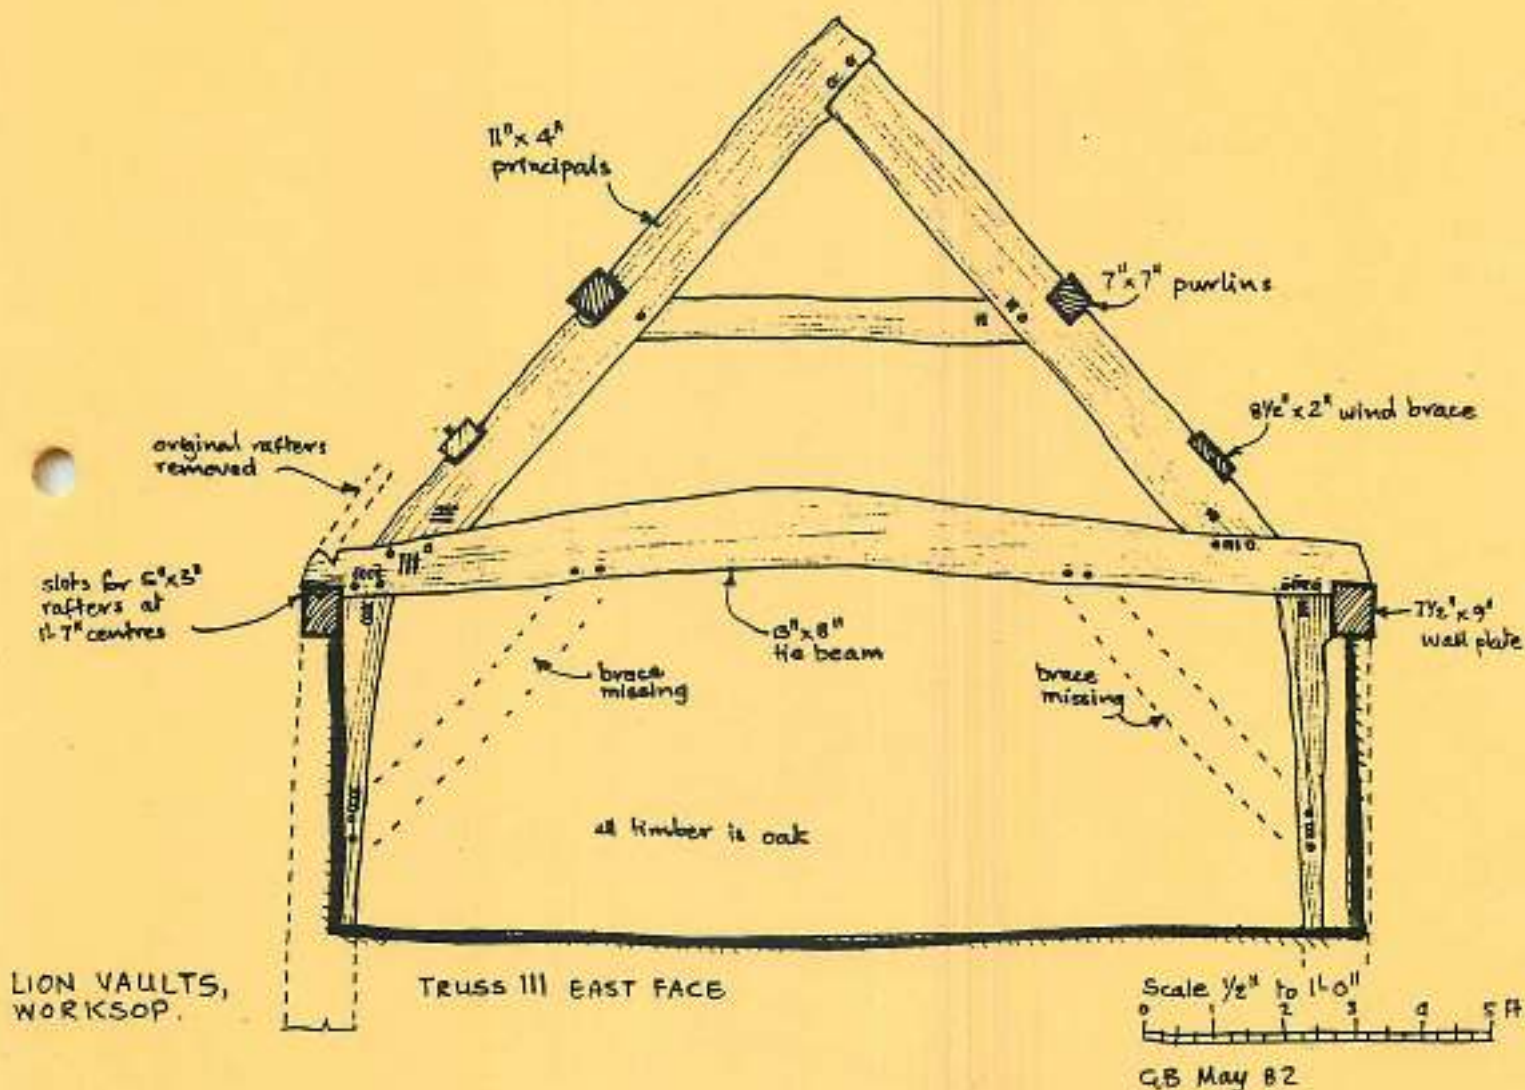 11" x 4"
principals
7" x 7" purlins
8½" x 2" wind brace
original rafters
removed
slots for 5" x 3"
rafters at
1'-7" centres
13" x 8"
tie beam
7½" x 9"
wall plate
brace
missing
brace
missing
all timber is oak
LION VAULTS,
WORKSOP.
TRUSS III EAST FACE
Scale ½" to 1'-0"
0 1 2 3 4 5 ft
GB May 82